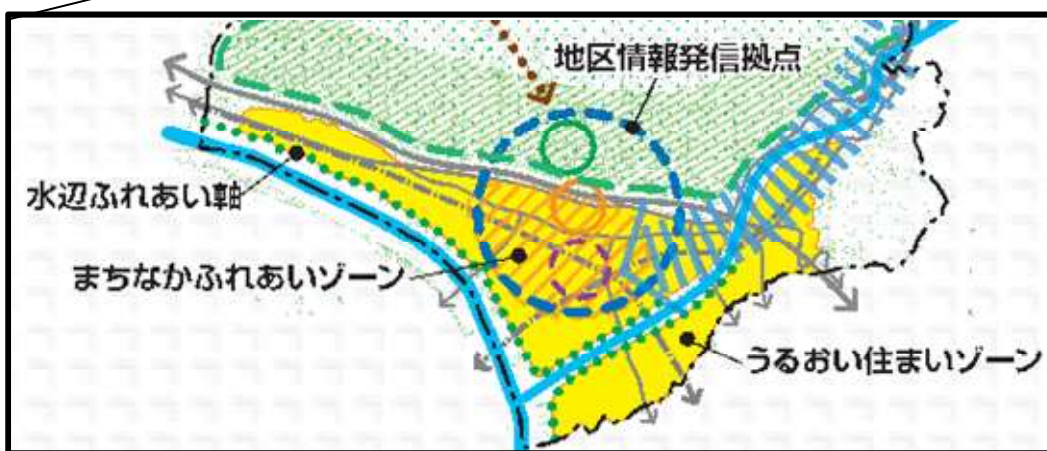 地区情報発信拠点
水辺ふれあい軸
まちなかふれあいゾーン
うるおい住まいゾーン